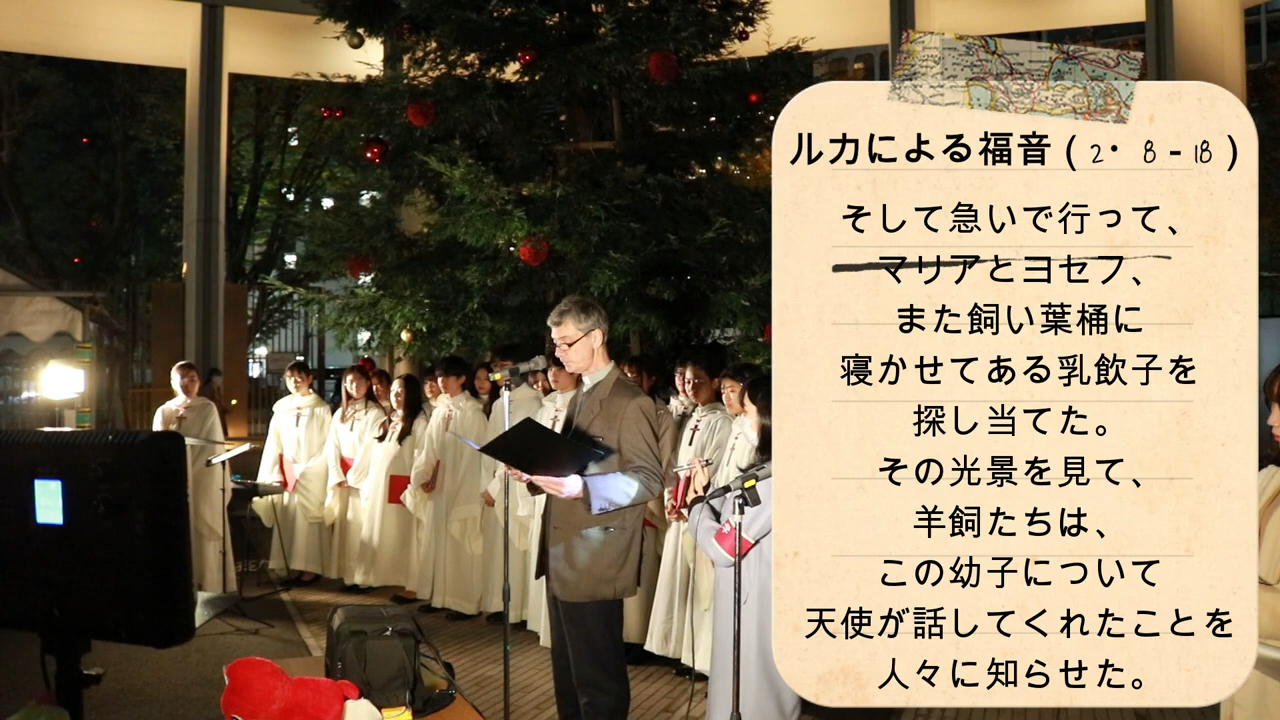 ルカによる福音 ( 2・ 8 - 18 )
そして急いで行って、
マリアとヨセフ、
また飼い葉桶に
寝かせてある乳飲子を
探し当てた。
その光景を見て、
羊飼たちは、
この幼子について
天使が話してくれたことを
人々に知らせた。